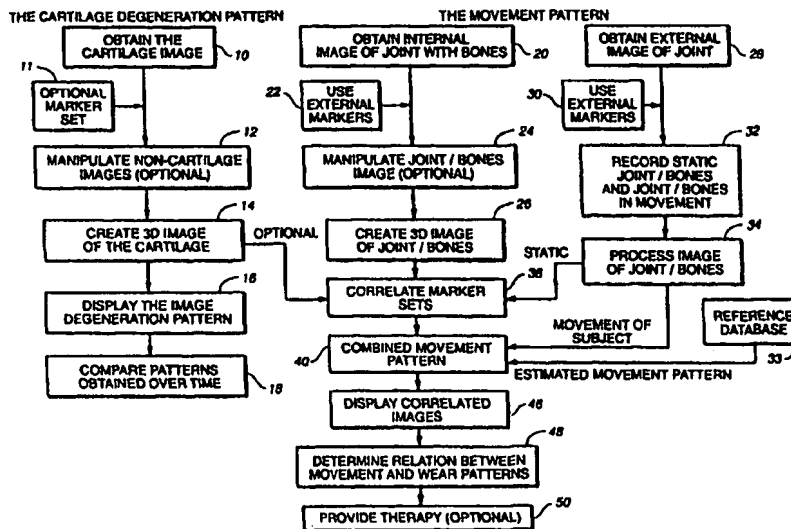 THE CARTILAGE DEGENERATION PATTERN
OBTAIN THE
CARTILAGE IMAGE
10
11
OPTIONAL
MARKER
SET
12
MANIPULATE NON-CARTILAGE
IMAGES (OPTIONAL)
14
CREATE 3D IMAGE
OF THE CARTILAGE
OPTIONAL
16
DISPLAY THE IMAGE
DEGENERATION PATTERN
COMPARE PATTERNS
OBTAINED OVER TIME
18
THE MOVEMENT PATTERN
OBTAIN INTERNAL
IMAGE OF JOINT WITH BONES
20
22
USE
EXTERNAL
MARKERS
24
MANIPULATE JOINT / BONES
IMAGE (OPTIONAL)
26
CREATE 3D IMAGE
OF JOINT / BONES
38
CORRELATE MARKER
SETS
40
COMBINED MOVEMENT
PATTERN
46
DISPLAY CORRELATED
IMAGES
48
DETERMINE RELATION BETWEEN
MOVEMENT AND WEAR PATTERNS
50
PROVIDE THERAPY (OPTIONAL)
OBTAIN EXTERNAL
IMAGE OF JOINT
28
30
USE
EXTERNAL
MARKERS
32
RECORD STATIC
JOINT / BONES
AND JOINT / BONES
IN MOVEMENT
34
PROCESS IMAGE
OF JOINT / BONES
STATIC
MOVEMENT OF
SUBJECT
REFERENCE
DATABASE
33
ESTIMATED MOVEMENT PATTERN